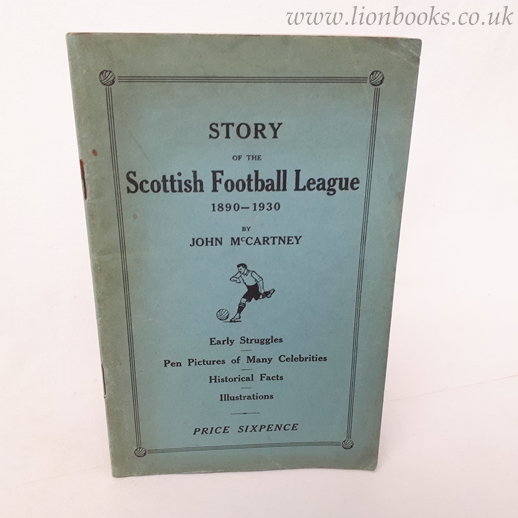 www.lionbooks.co.uk
STORY
OF THE
Scottish Football League
1890-1930
BY
JOHN McCARTNEY
Early Struggles
Pen Pictures of Many Celebrities
Historical Facts
Illustrations
PRICE SIXPENCE